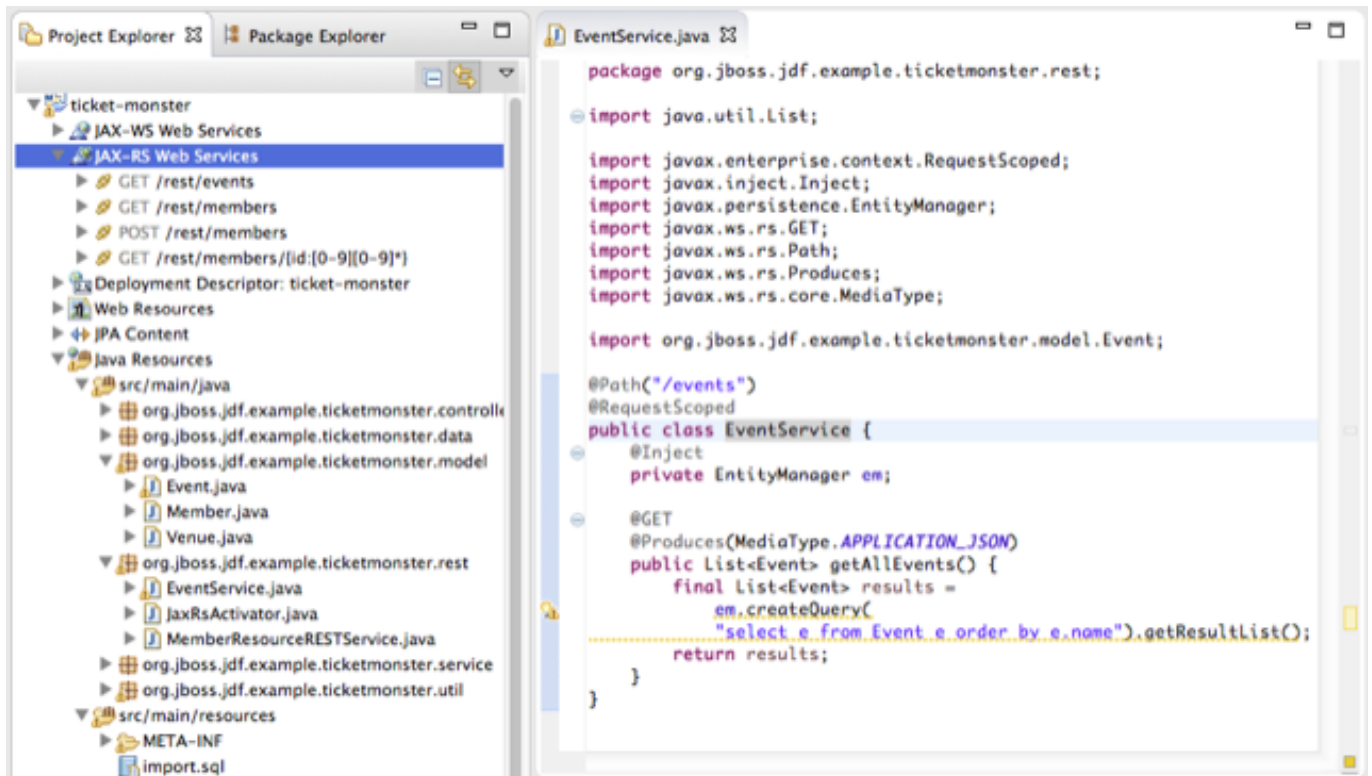 Project Explorer
Package Explorer
ticket-monster
JAX-WS Web Services
JAX-RS Web Services
GET /rest/events
GET /rest/members
POST /rest/members
GET /rest/members/{id:[0-9][0-9]*}
Deployment Descriptor: ticket-monster
Web Resources
JPA Content
Java Resources
src/main/java
org.jboss.jdf.example.ticketmonster.controlle
org.jboss.jdf.example.ticketmonster.data
org.jboss.jdf.example.ticketmonster.model
Event.java
Member.java
Venue.java
org.jboss.jdf.example.ticketmonster.rest
EventService.java
JaxRsActivator.java
MemberResourceRESTService.java
org.jboss.jdf.example.ticketmonster.service
org.jboss.jdf.example.ticketmonster.util
src/main/resources
META-INF
import.sql
EventService.java
package org.jboss.jdf.example.ticketmonster.rest;
import java.util.List;
import javax.enterprise.context.RequestScoped;
import javax.inject.Inject;
import javax.persistence.EntityManager;
import javax.ws.rs.GET;
import javax.ws.rs.Path;
import javax.ws.rs.Produces;
import javax.ws.rs.core.MediaType;
import org.jboss.jdf.example.ticketmonster.model.Event;
@Path("/events")
@RequestScoped
public class EventService {
@Inject
private EntityManager em;
@GET
@Produces(MediaType.APPLICATION_JSON)
public List<Event> getAllEvents() {
final List<Event> results =
em.createQuery(
"select e from Event e order by e.name").getResultList();
return results;
}
}